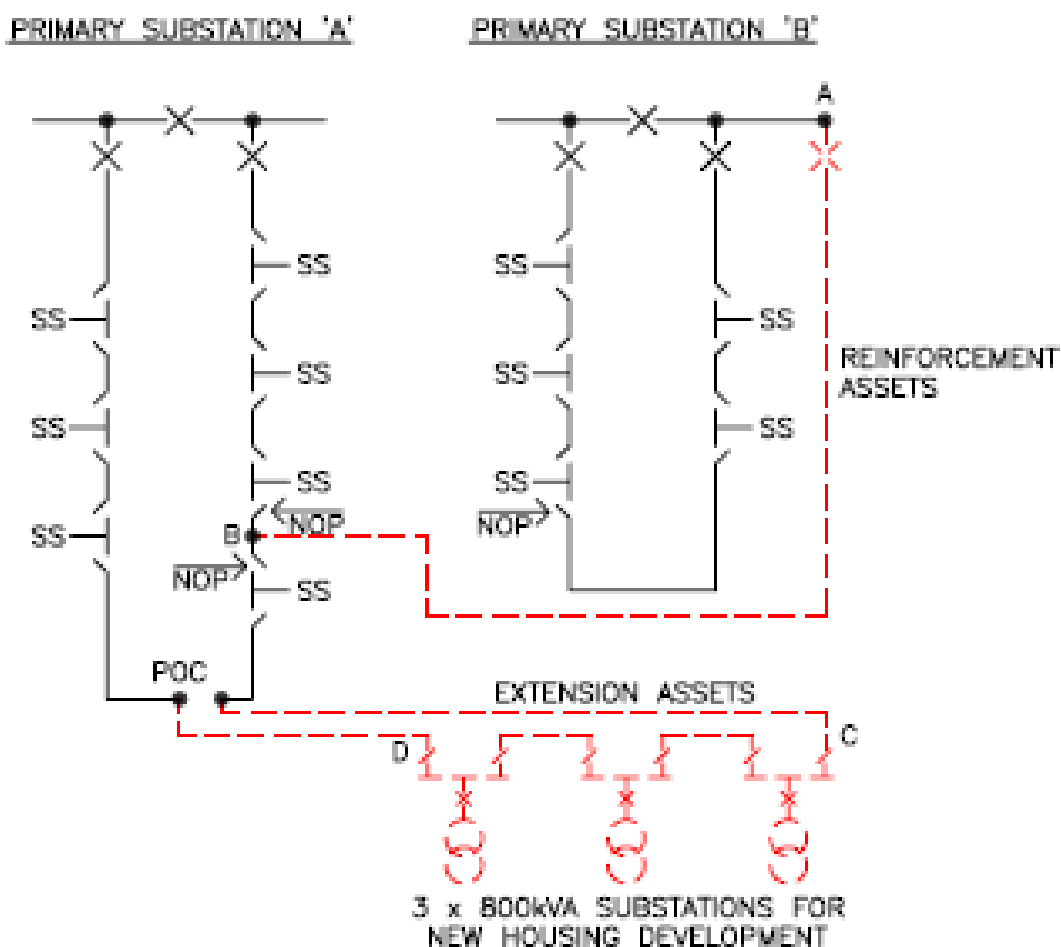 PRIMARY SUBSTATION 'A'
PRIMARY SUBSTATION 'B'
A
SS
SS
SS
SS
SS
SS
SS
SS
SS
SS
SS
SS
REINFORCEMENT
ASSETS
NOP
NOP
B
NOP
POC
EXTENSION ASSETS
D
C
3 x 800kVA SUBSTATIONS FOR
NEW HOUSING DEVELOPMENT